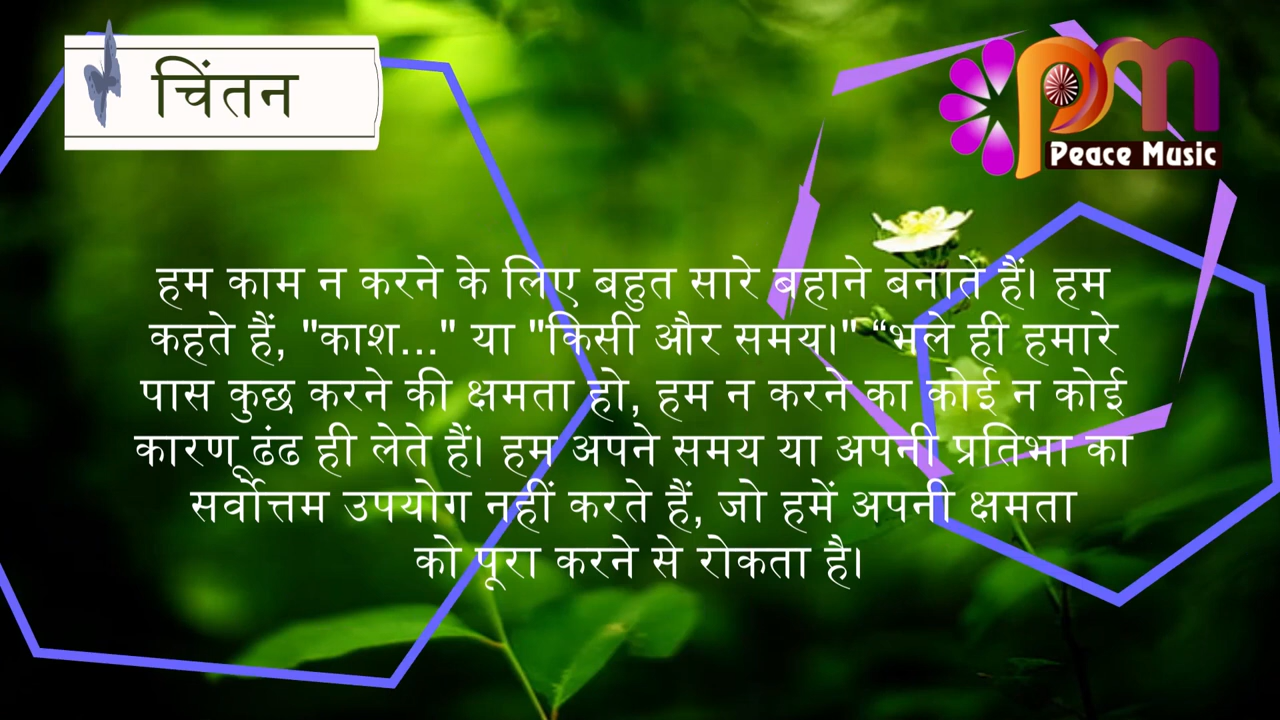 चिंतन
pm
Peace Music
हम काम न करने के लिए बहुत सारे बहाने बनाते हैं। हम
कहते हैं, "काश..." या "किसी और समय।" “भले ही हमारे
पास कुछ करने की क्षमता हो, हम न करने का कोई न कोई
कारण ढूंढ ही लेते हैं। हम अपने समय या अपनी प्रतिभा का
सर्वोत्तम उपयोग नहीं करते हैं, जो हमें अपनी क्षमता
को पूरा करने से रोकता है।